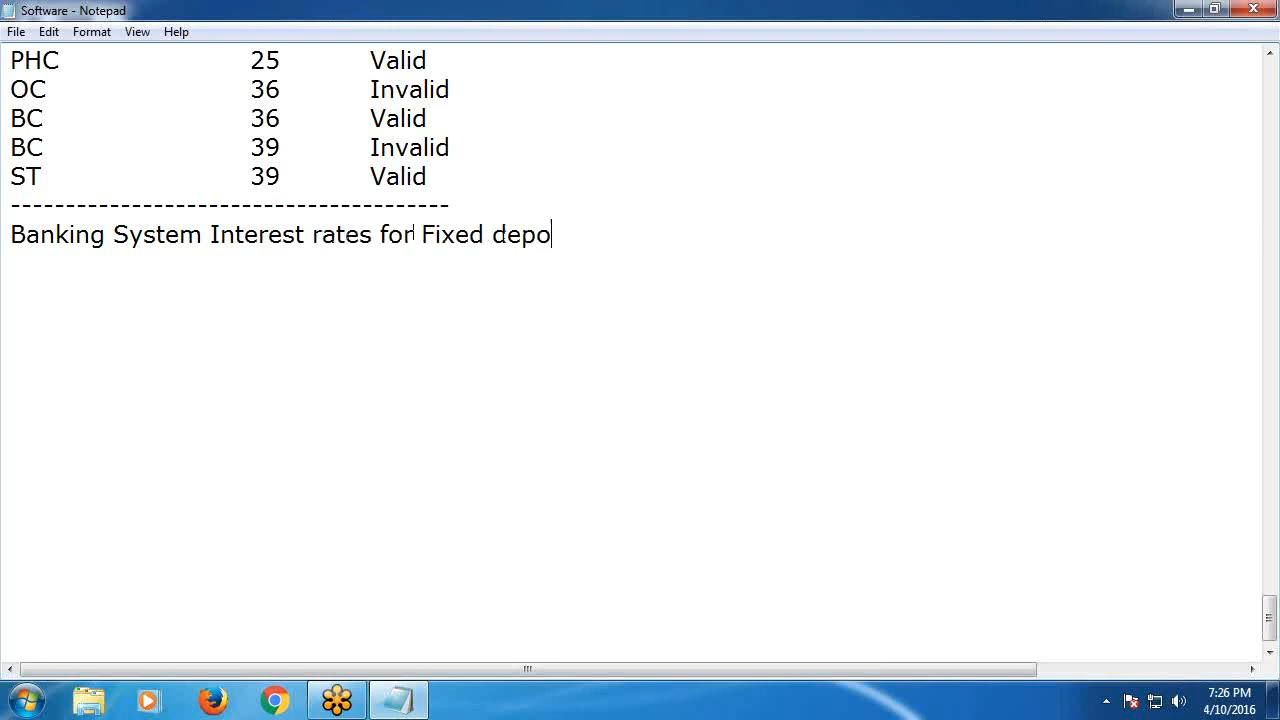 Software - Notepad
File Edit Format View Help
PHC 25 Valid
OC 36 Invalid
BC 36 Valid
BC 39 Invalid
ST 39 Valid
----------------------------------------
Banking System Interest rates for Fixed depo
7:26 PM
4/10/2016